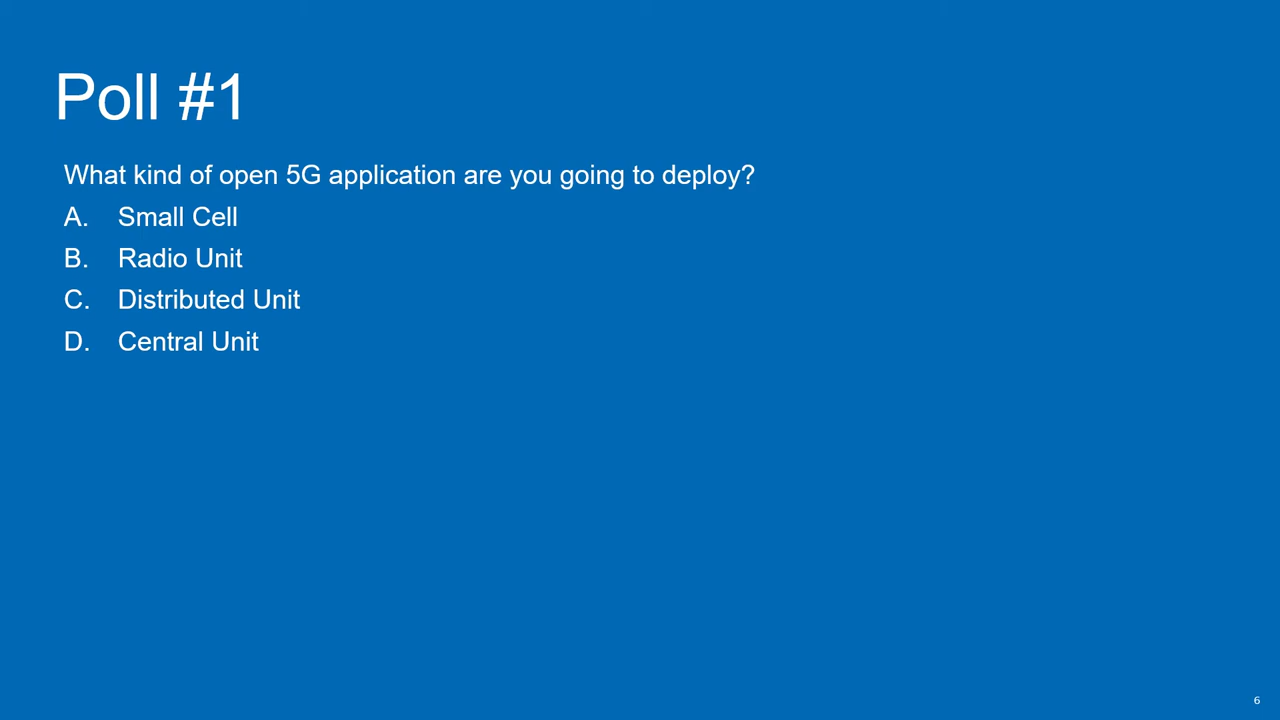 Poll #1
What kind of open 5G application are you going to deploy?
A. Small Cell
B. Radio Unit
C. Distributed Unit
D. Central Unit
6